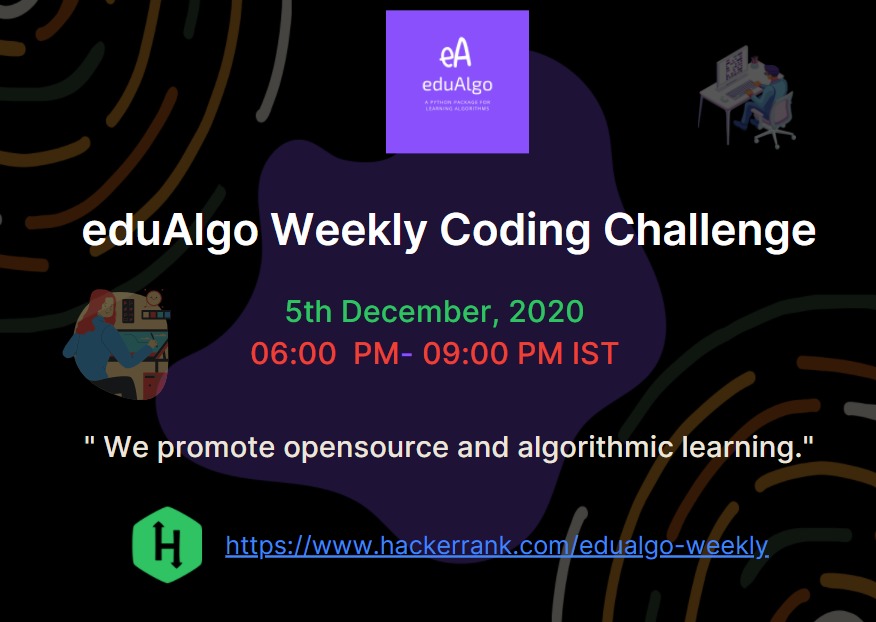 eA
eduAlgo
A PYTHON PACKAGE FOR
LEARNING ALGORITHMS
eduAlgo Weekly Coding Challenge
5th December, 2020
06:00 PM- 09:00 PM IST
" We promote opensource and algorithmic learning."
H
https://www.hackerrank.com/edualgo-weekly